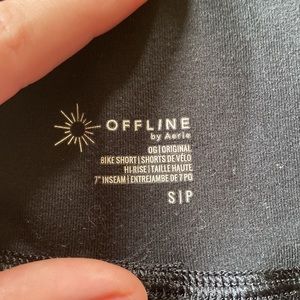 OFFLINE
by Aerie
OG | ORIGINAL
BIKE SHORT | SHORTS DE VÉLO
HI-RISE | TAILLE HAUTE
7" INSEAM | ENTREJAMBE DE 7 PO
S | P